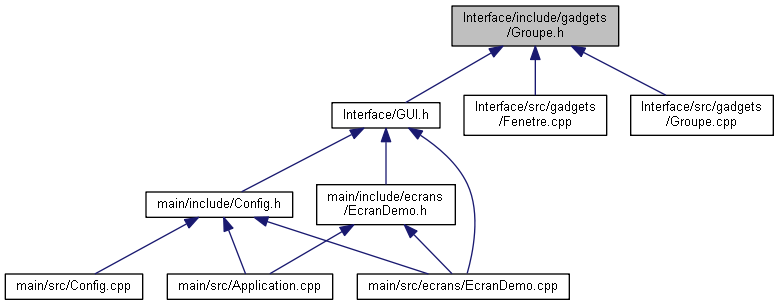 Interface/include/gadgets
/Groupe.h
Interface/GUI.h
Interface/src/gadgets
/Fenetre.cpp
Interface/src/gadgets
/Groupe.cpp
main/include/Config.h
main/include/ecrans
/EcranDemo.h
main/src/Config.cpp
main/src/Application.cpp
main/src/ecrans/EcranDemo.cpp